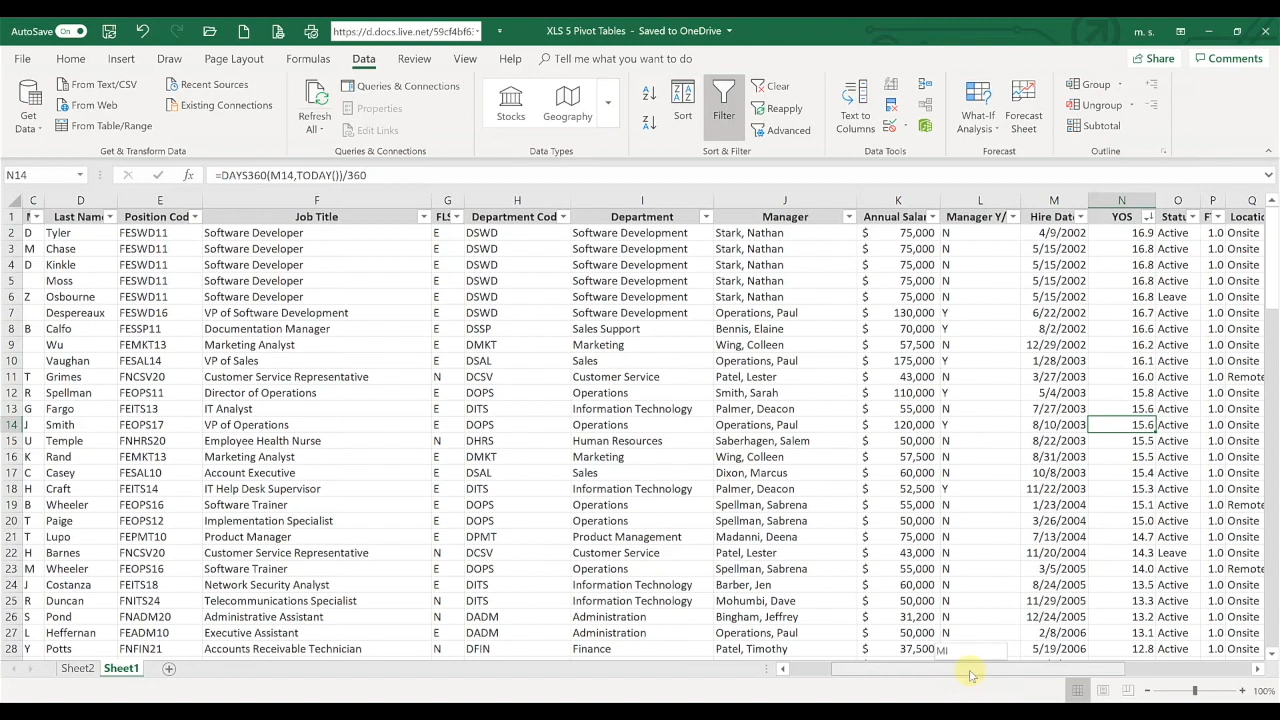 AutoSave On https://d.docs.live.net/59cf4bf6: XLS 5 Pivot Tables - Saved to OneDrive m. s.
File Home Insert Draw Page Layout Formulas Data Review View Help Tell me what you want to do Share Comments
From Text/CSV Recent Sources Queries & Connections Clear Group
From Web Existing Connections Properties Reapply Ungroup
From Table/Range Edit Links Advanced Subtotal
Get Data Refresh All Stocks Geography Sort Filter Text to Columns What-If Analysis Forecast Sheet
Get & Transform Data Queries & Connections Data Types Sort & Filter Data Tools Forecast Outline
N14 fx =DAYS360(M14,TODAY())/360
C D E F G H I J K L M N O P Q
1 Last Name Position Cod Job Title FLS Department Cod Department Manager Annual Salar Manager Y/ Hire Dat YOS Statu F Locatio
2 D Tyler FESWD11 Software Developer E DSWD Software Development Stark, Nathan $ 75,000 N 4/9/2002 16.9 Active 1.0 Onsite
3 M Chase FESWD11 Software Developer E DSWD Software Development Stark, Nathan $ 75,000 N 5/15/2002 16.8 Active 1.0 Onsite
4 D Kinkle FESWD11 Software Developer E DSWD Software Development Stark, Nathan $ 75,000 N 5/15/2002 16.8 Active 1.0 Onsite
5 Moss FESWD11 Software Developer E DSWD Software Development Stark, Nathan $ 75,000 N 5/15/2002 16.8 Active 1.0 Onsite
6 Z Osbourne FESWD11 Software Developer E DSWD Software Development Stark, Nathan $ 75,000 N 5/15/2002 16.8 Leave 1.0 Onsite
7 Despereaux FESWD16 VP of Software Development E DSWD Software Development Operations, Paul $ 130,000 Y 6/22/2002 16.7 Active 1.0 Onsite
8 B Calfo FESSP11 Documentation Manager E DSSP Sales Support Bennis, Elaine $ 70,000 Y 8/2/2002 16.6 Active 1.0 Onsite
9 Wu FEMKT13 Marketing Analyst E DMKT Marketing Wing, Colleen $ 57,500 N 12/29/2002 16.2 Active 1.0 Onsite
10 Vaughan FESAL14 VP of Sales E DSAL Sales Operations, Paul $ 175,000 Y 1/28/2003 16.1 Active 1.0 Onsite
11 T Grimes FNCSV20 Customer Service Representative N DCSV Customer Service Patel, Lester $ 43,000 N 3/27/2003 16.0 Active 1.0 Remote
12 R Spellman FEOPS11 Director of Operations E DOPS Operations Smith, Sarah $ 110,000 Y 5/4/2003 15.8 Active 1.0 Onsite
13 G Fargo FEITS13 IT Analyst E DITS Information Technology Palmer, Deacon $ 55,000 N 7/27/2003 15.6 Active 1.0 Onsite
14 J Smith FEOPS17 VP of Operations E DOPS Operations Operations, Paul $ 120,000 Y 8/10/2003 15.6 Active 1.0 Onsite
15 U Temple FNHRS20 Employee Health Nurse N DHRS Human Resources Saberhagen, Salem $ 50,000 N 8/22/2003 15.5 Active 1.0 Onsite
16 K Rand FEMKT13 Marketing Analyst E DMKT Marketing Wing, Colleen $ 57,500 N 8/31/2003 15.5 Active 1.0 Onsite
17 C Casey FESAL10 Account Executive E DSAL Sales Dixon, Marcus $ 60,000 N 10/8/2003 15.4 Active 1.0 Onsite
18 H Craft FEITS14 IT Help Desk Supervisor E DITS Information Technology Palmer, Deacon $ 52,500 Y 11/22/2003 15.3 Active 1.0 Onsite
19 B Wheeler FEOPS16 Software Trainer E DOPS Operations Spellman, Sabrena $ 55,000 N 1/23/2004 15.1 Active 1.0 Remote
20 T Paige FEOPS12 Implementation Specialist E DOPS Operations Spellman, Sabrena $ 55,000 N 3/26/2004 15.0 Active 1.0 Onsite
21 T Lupo FEPMT10 Product Manager E DPMT Product Management Madanni, Deena $ 75,000 N 7/13/2004 14.7 Active 1.0 Onsite
22 H Barnes FNCSV20 Customer Service Representative N DCSV Customer Service Patel, Lester $ 43,000 N 11/20/2004 14.3 Leave 1.0 Onsite
23 M Wheeler FEOPS16 Software Trainer E DOPS Operations Spellman, Sabrena $ 55,000 N 3/5/2005 14.0 Active 1.0 Remote
24 J Costanza FEITS18 Network Security Analyst E DITS Information Technology Barber, Jen $ 60,000 N 8/24/2005 13.5 Active 1.0 Onsite
25 R Duncan FNITS24 Telecommunications Specialist N DITS Information Technology Mohumbi, Dave $ 50,000 N 11/29/2005 13.3 Active 1.0 Onsite
26 S Pond FNADM20 Administrative Assistant N DADM Administration Bingham, Jeffrey $ 31,200 N 12/24/2005 13.2 Active 1.0 Onsite
27 L Heffernan FEADM10 Executive Assistant E DADM Administration Operations, Paul $ 50,000 N 2/8/2006 13.1 Active 1.0 Onsite
28 Y Potts FNFIN21 Accounts Receivable Technician N DFIN Finance Patel, Timothy $ 37,500 MI 5/19/2006 12.8 Active 1.0 Onsite
Sheet2 Sheet1
100%